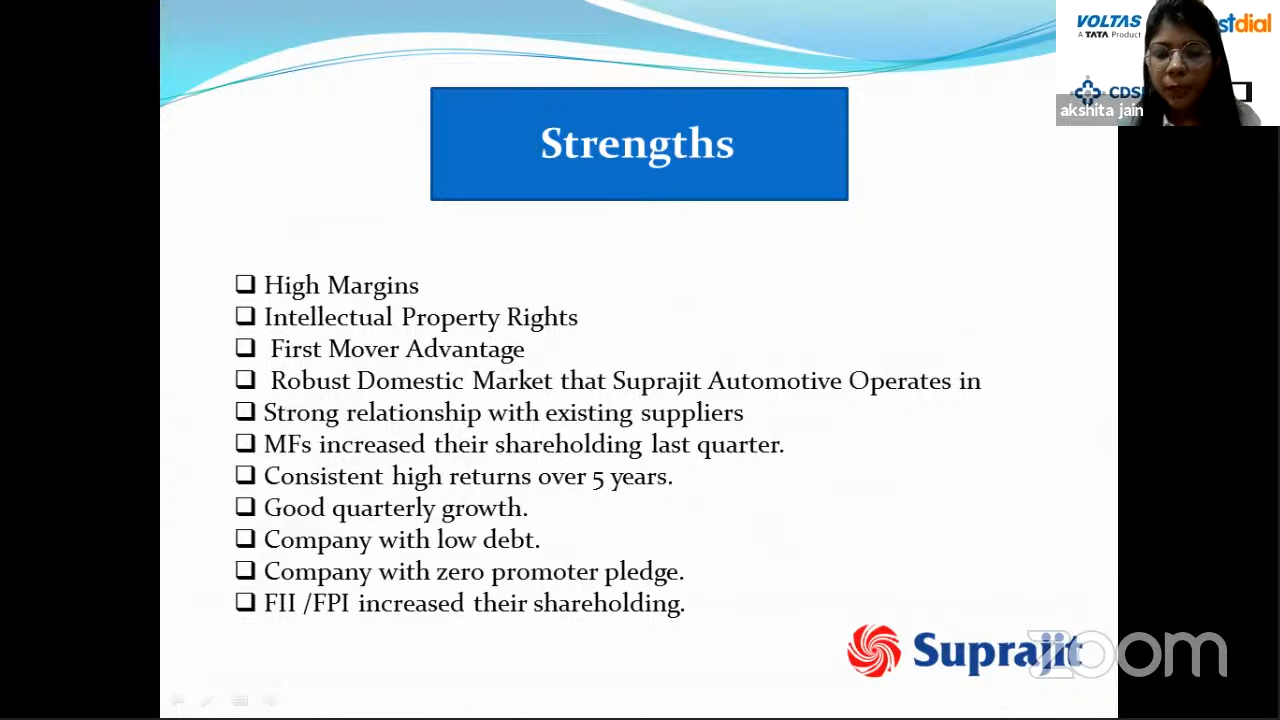 VOLTAS
A TATA Product
stdial
CDS
akshita jain
Strengths
❑ High Margins
❑ Intellectual Property Rights
❑ First Mover Advantage
❑ Robust Domestic Market that Suprajit Automotive Operates in
❑ Strong relationship with existing suppliers
❑ MFs increased their shareholding last quarter.
❑ Consistent high returns over 5 years.
❑ Good quarterly growth.
❑ Company with low debt.
❑ Company with zero promoter pledge.
❑ FII /FPI increased their shareholding.
Suprajit
zoom